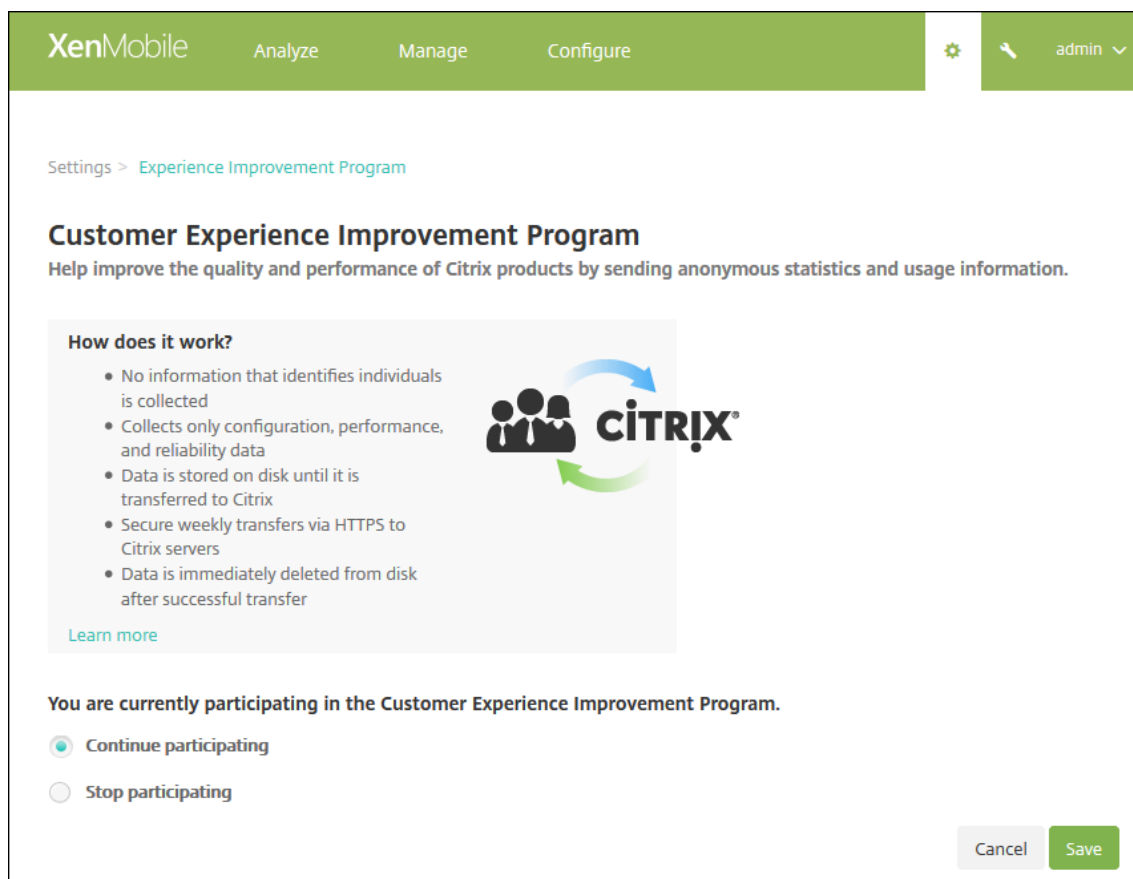 XenMobile Analyze Manage Configure admin
Settings > Experience Improvement Program
Customer Experience Improvement Program
Help improve the quality and performance of Citrix products by sending anonymous statistics and usage information.
How does it work?
• No information that identifies individuals
is collected
• Collects only configuration, performance,
and reliability data
• Data is stored on disk until it is
transferred to Citrix
• Secure weekly transfers via HTTPS to
Citrix servers
• Data is immediately deleted from disk
after successful transfer
Learn more
CITRIX®
You are currently participating in the Customer Experience Improvement Program.
Continue participating
Stop participating
Cancel Save